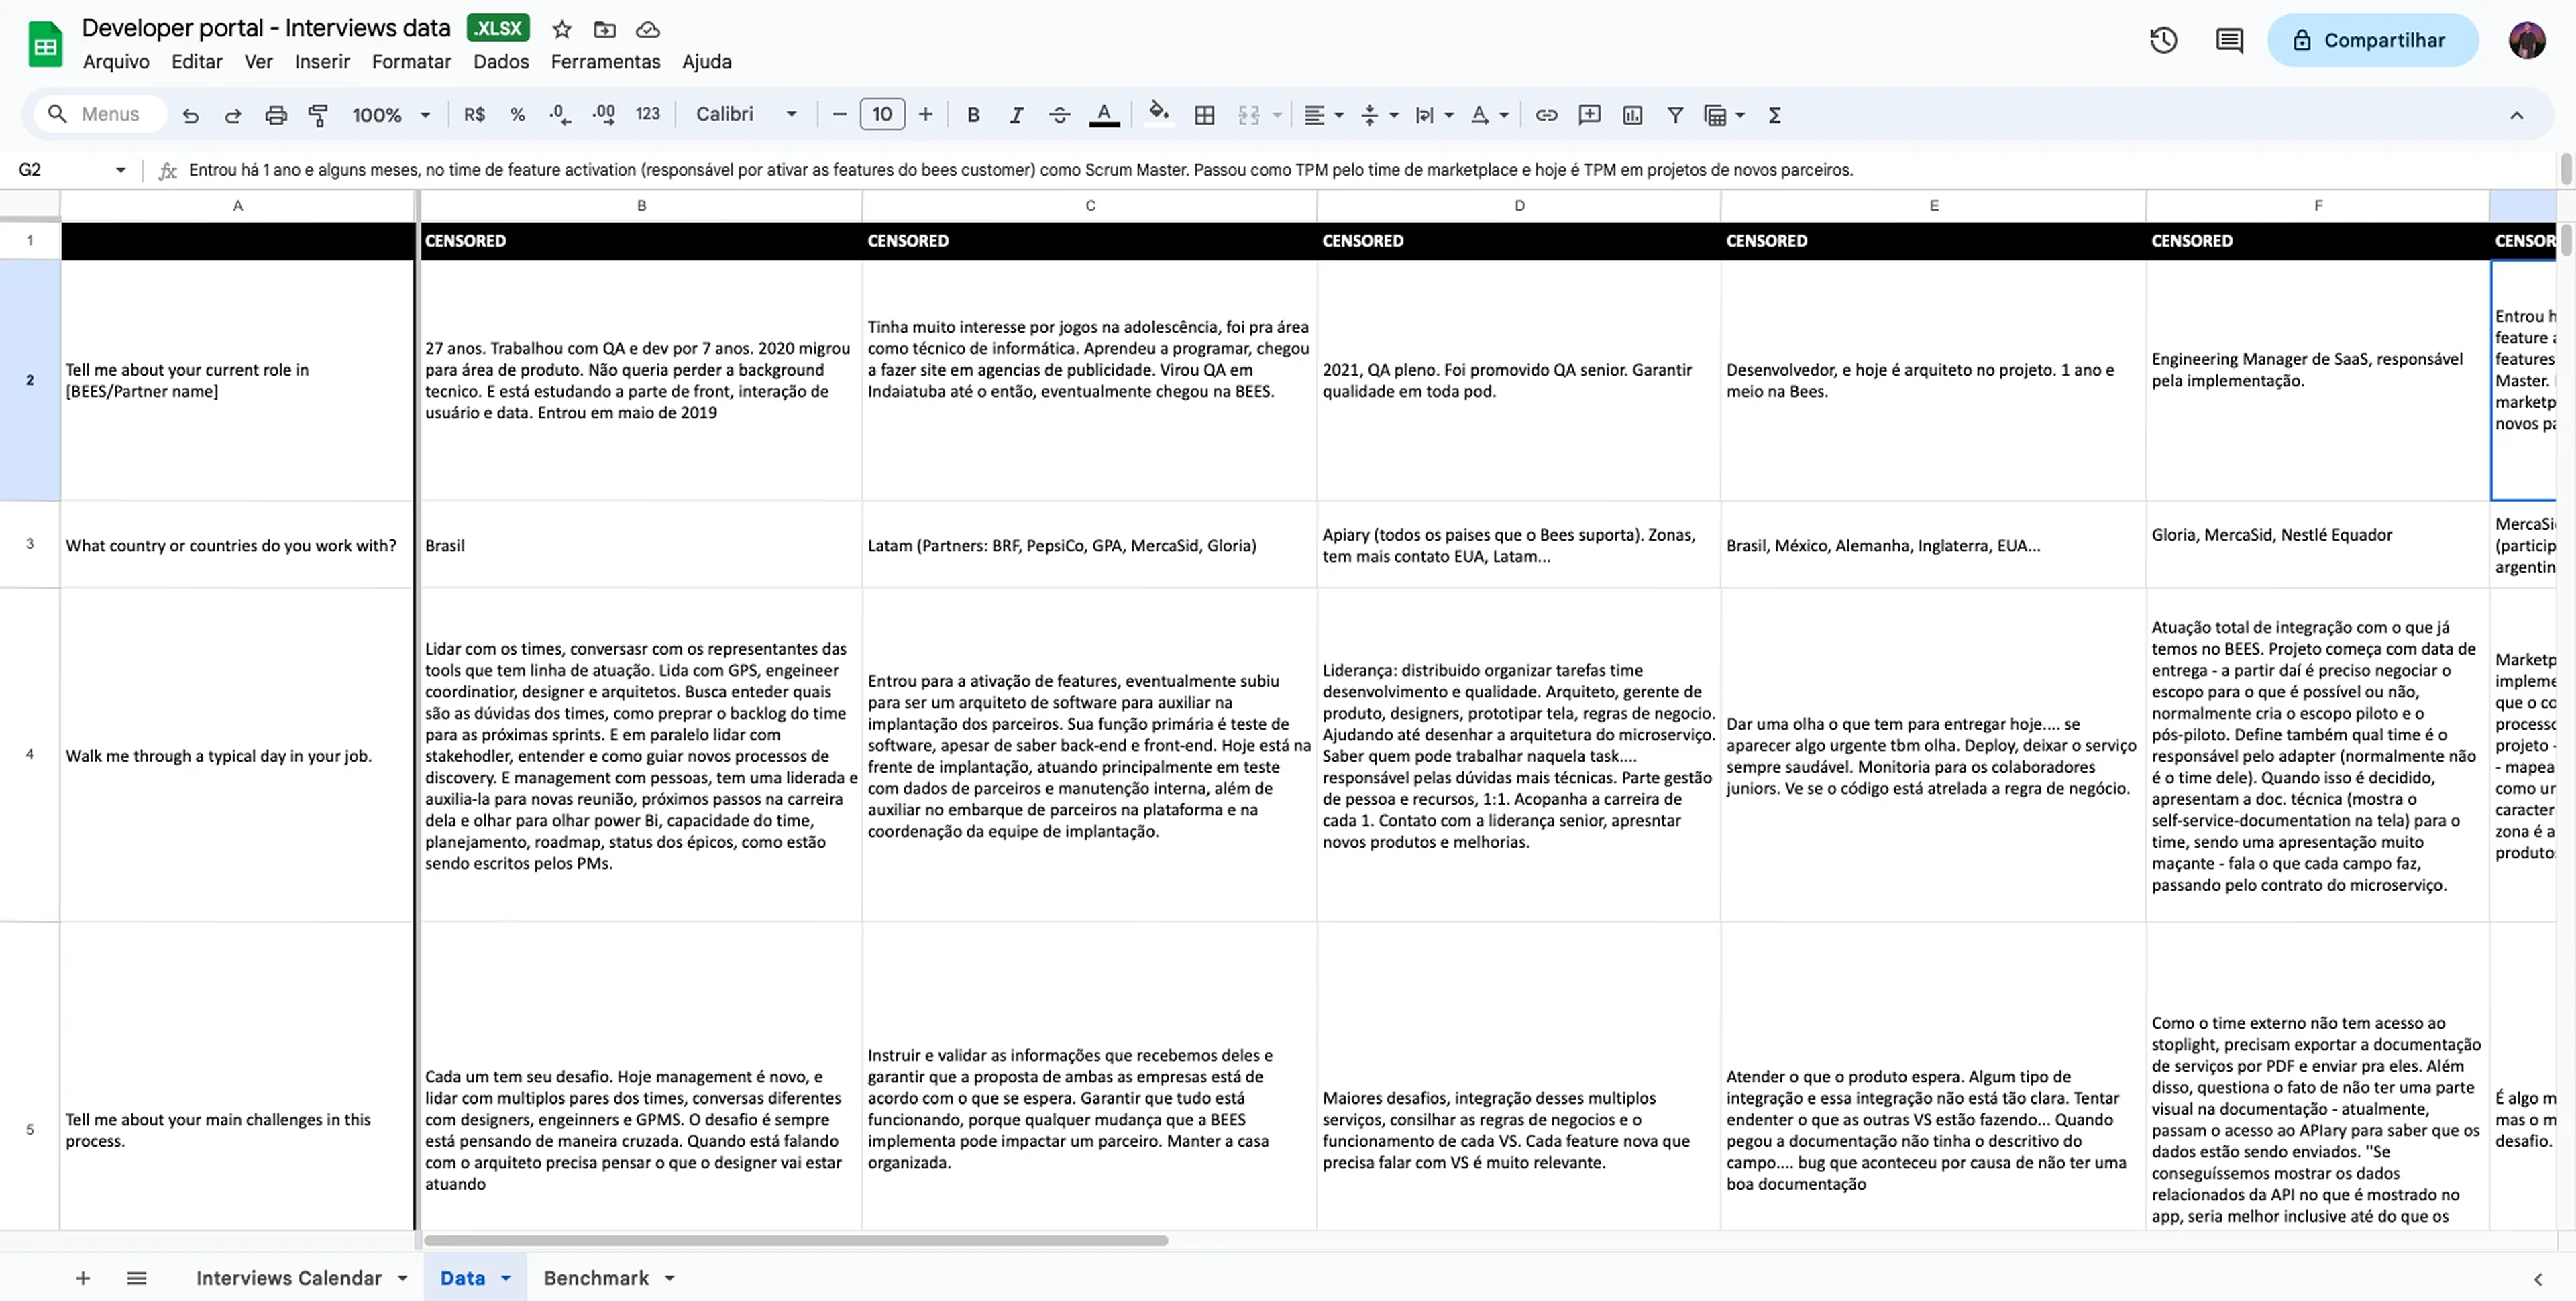 Developer portal - Interviews data .XLSX
Arquivo Editar Ver Inserir Formatar Dados Ferramentas Ajuda
Compartilhar
Menus 100% R$ % .0 .00 123 Calibri 10 B I A A Σ
G2 fx Entrou há 1 ano e alguns meses, no time de feature activation (responsável por ativar as features do bees customer) como Scrum Master. Passou como TPM pelo time de marketplace e hoje é TPM em projetos de novos parceiros.
A B C D E F
1 CENSORED CENSORED CENSORED CENSORED CENSORED CENSOR
2
Tell me about your current role in
[BEES/Partner name]
27 anos. Trabalhou com QA e dev por 7 anos. 2020 migrou
para área de produto. Não queria perder a background
tecnico. E está estudando a parte de front, interação de
usuário e data. Entrou em maio de 2019
Tinha muito interesse por jogos na adolescência, foi pra área
como técnico de informática. Aprendeu a programar, chegou
a fazer site em agencias de publicidade. Virou QA em
Indaiatuba até o então, eventualmente chegou na BEES.
2021, QA pleno. Foi promovido QA senior. Garantir
qualidade em toda pod.
Desenvolvedor, e hoje é arquiteto no projeto. 1 ano e
meio na Bees.
Engineering Manager de SaaS, responsável
pela implementação.
Entrou h
feature a
features
Master.
marketp
novos pa
3
What country or countries do you work with?
Brasil
Latam (Partners: BRF, PepsiCo, GPA, MercaSid, Gloria)
Apiary (todos os paises que o Bees suporta). Zonas,
tem mais contato EUA, Latam...
Brasil, México, Alemanha, Inglaterra, EUA...
Gloria, MercaSid, Nestlé Equador
MercaSi
(particip
argentin
4
Walk me through a typical day in your job.
Lidar com os times, conversasr com os representantes das
tools que tem linha de atuação. Lida com GPS, engeineer
coordinatior, designer e arquitetos. Busca enteder quais
são as dúvidas dos times, como preprar o backlog do time
para as próximas sprints. E em paralelo lidar com
stakehodler, entender e como guiar novos processos de
discovery. E management com pessoas, tem uma liderada e
auxilia-la para novas reunião, próximos passos na carreira
dela e olhar para olhar power Bi, capacidade do time,
planejamento, roadmap, status dos épicos, como estão
sendo escritos pelos PMs.
Entrou para a ativação de features, eventualmente subiu
para ser um arquiteto de software para auxiliar na
implantação dos parceiros. Sua função primária é teste de
software, apesar de saber back-end e front-end. Hoje está na
frente de implantação, atuando principalmente em teste
com dados de parceiros e manutenção interna, além de
auxiliar no embarque de parceiros na plataforma e na
coordenação da equipe de implantação.
Liderança: distribuido organizar tarefas time
desenvolvimento e qualidade. Arquiteto, gerente de
produto, designers, prototipar tela, regras de negocio.
Ajudando até desenhar a arquitetura do microserviço.
Saber quem pode trabalhar naquela task....
responsável pelas dúvidas mais técnicas. Parte gestão
de pessoa e recursos, 1:1. Acopanha a carreira de
cada 1. Contato com a liderança senior, apresntar
novos produtos e melhorias.
Dar uma olha o que tem para entregar hoje.... se
aparecer algo urgente tbm olha. Deploy, deixar o serviço
sempre saudável. Monitoria para os colaboradores
juniors. Ve se o código está atrelada a regra de negócio.
Atuação total de integração com o que já
temos no BEES. Projeto começa com data de
entrega - a partir daí é preciso negociar o
escopo para o que é possível ou não,
normalmente cria o escopo piloto e o
pós-piloto. Define também qual time é o
responsável pelo adapter (normalmente não
é o time dele). Quando isso é decidido,
apresentam a doc. técnica (mostra o
self-service-documentation na tela) para o
time, sendo uma apresentação muito
maçante - fala o que cada campo faz,
passando pelo contrato do microserviço.
Marketp
impleme
que o co
processo
projeto -
- mapea
como ur
caracter
zona é a
produto
5
Tell me about your main challenges in this
process.
Cada um tem seu desafio. Hoje management é novo, e
lidar com multiplos pares dos times, conversas diferentes
com designers, engeinners e GPMS. O desafio é sempre
está pensando de maneira cruzada. Quando está falando
com o arquiteto precisa pensar o que o designer vai estar
atuando
Instruir e validar as informações que recebemos deles e
garantir que a proposta de ambas as empresas está de
acordo com o que se espera. Garantir que tudo está
funcionando, porque qualquer mudança que a BEES
implementa pode impactar um parceiro. Manter a casa
organizada.
Maiores desafios, integração desses multiplos
serviços, consilhar as regras de negocios e o
funcionamento de cada VS. Cada feature nova que
precisa falar com VS é muito relevante.
Atender o que o produto espera. Algum tipo de
integração e essa integração não está tão clara. Tentar
endenter o que as outras VS estão fazendo... Quando
pegou a documentação não tinha o descritivo do
campo.... bug que aconteceu por causa de não ter uma
boa documentação
Como o time externo não tem acesso ao
stoplight, precisam exportar a documentação
de serviços por PDF e enviar pra eles. Além
disso, questiona o fato de não ter uma parte
visual na documentação - atualmente,
passam o acesso ao APIary para saber que os
dados estão sendo enviados. "Se
conseguíssemos mostrar os dados
relacionados da API no que é mostrado no
app, seria melhor inclusive até do que os
É algo m
mas o m
desafio.
Interviews Calendar Data Benchmark